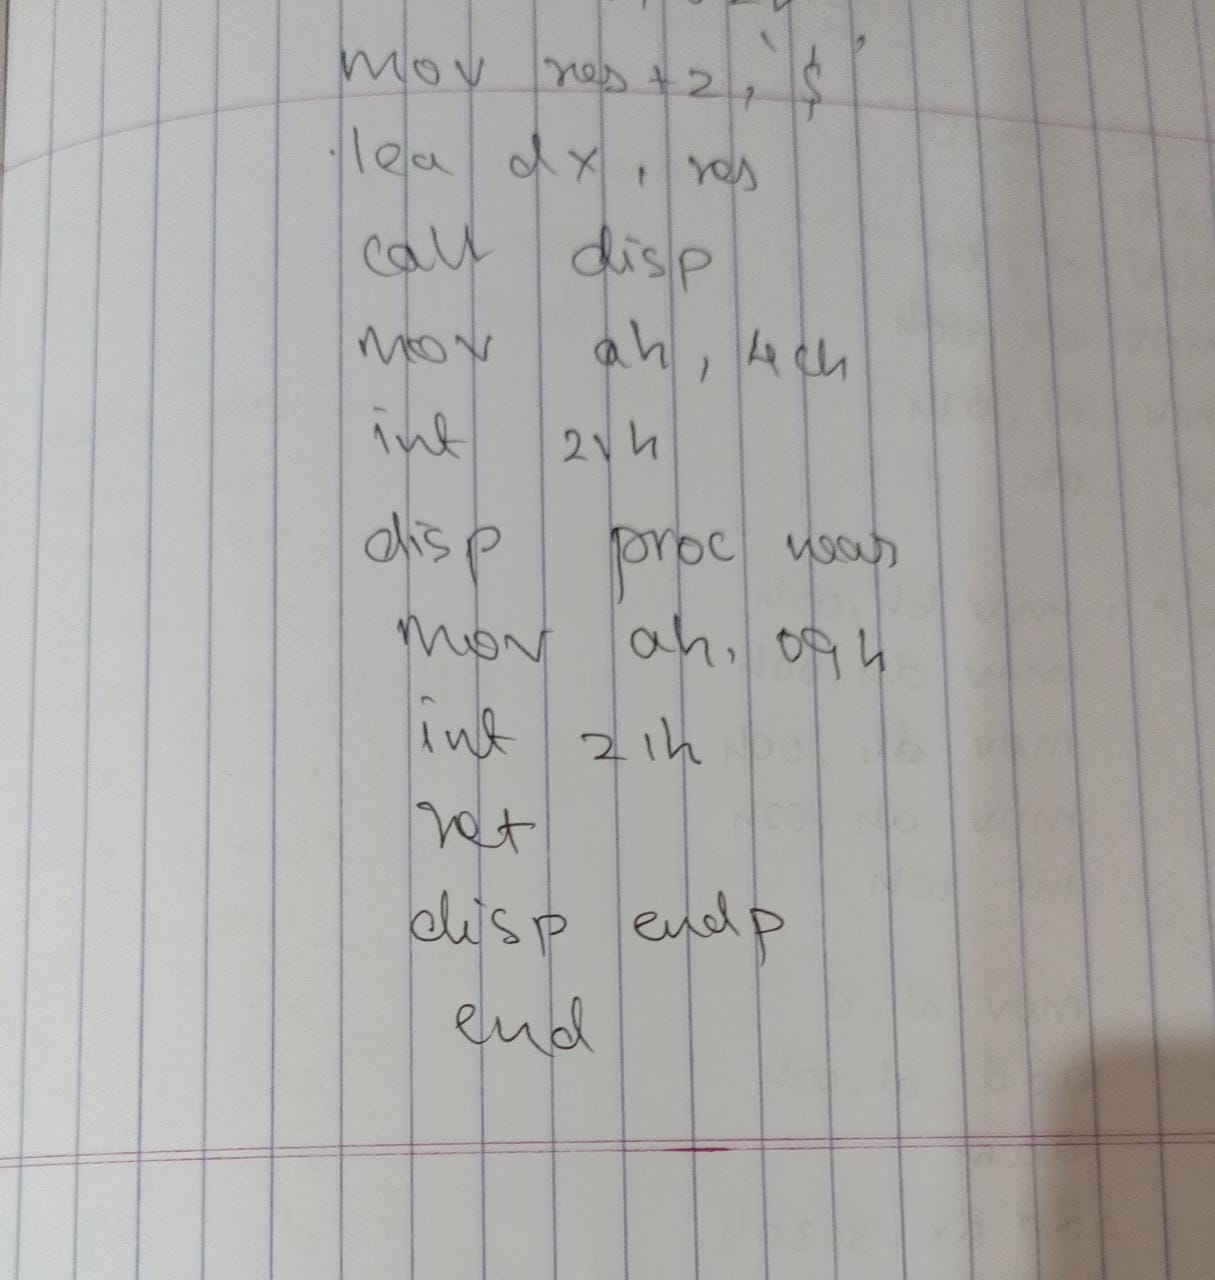 mov res+2, '$'
lea dx, res
call disp
mov ah, 4ch
int 21h
disp proc near
mov ah, 09h
int 21h
ret
disp endp
end